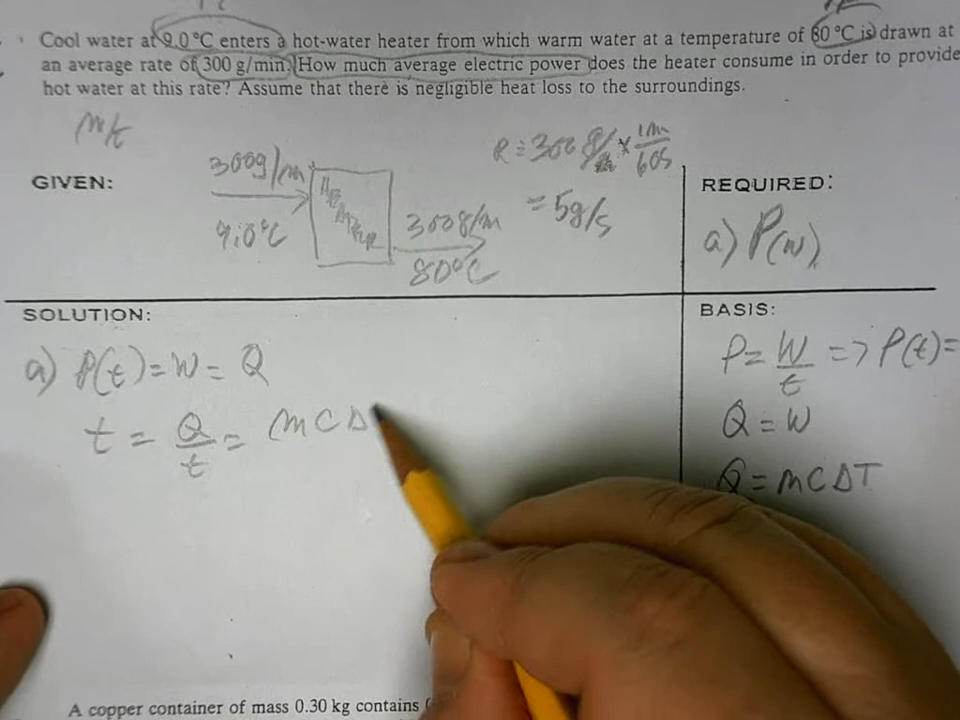 Cool water at 9.0 °C enters a hot-water heater from which warm water at a temperature of 80 °C is drawn at
an average rate of 300 g/min. How much average electric power does the heater consume in order to provide
hot water at this rate? Assume that there is negligible heat loss to the surroundings.
m/t
GIVEN:
300g/m
9.0°C
HEATER
300g/m
80°C
R = 300 g/m × 1m/60s
= 5g/s
REQUIRED:
a) P(W)
SOLUTION:
a) P(t) = W = Q
t = Q/t = mCΔ
BASIS:
P = W/t => P(t) =
Q = W
Q = mCΔT
A copper container of mass 0.30 kg contains